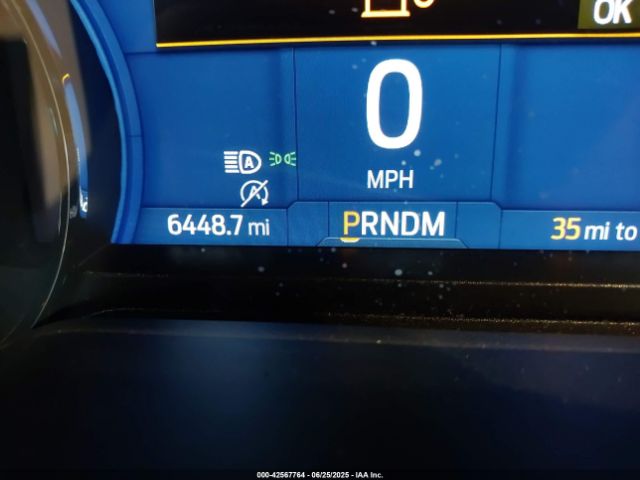 OK
0
MPH
A
A
6448.7 mi
PRNDM
35 mi to
000-42567764 - 06/25/2025 - IAA Inc.